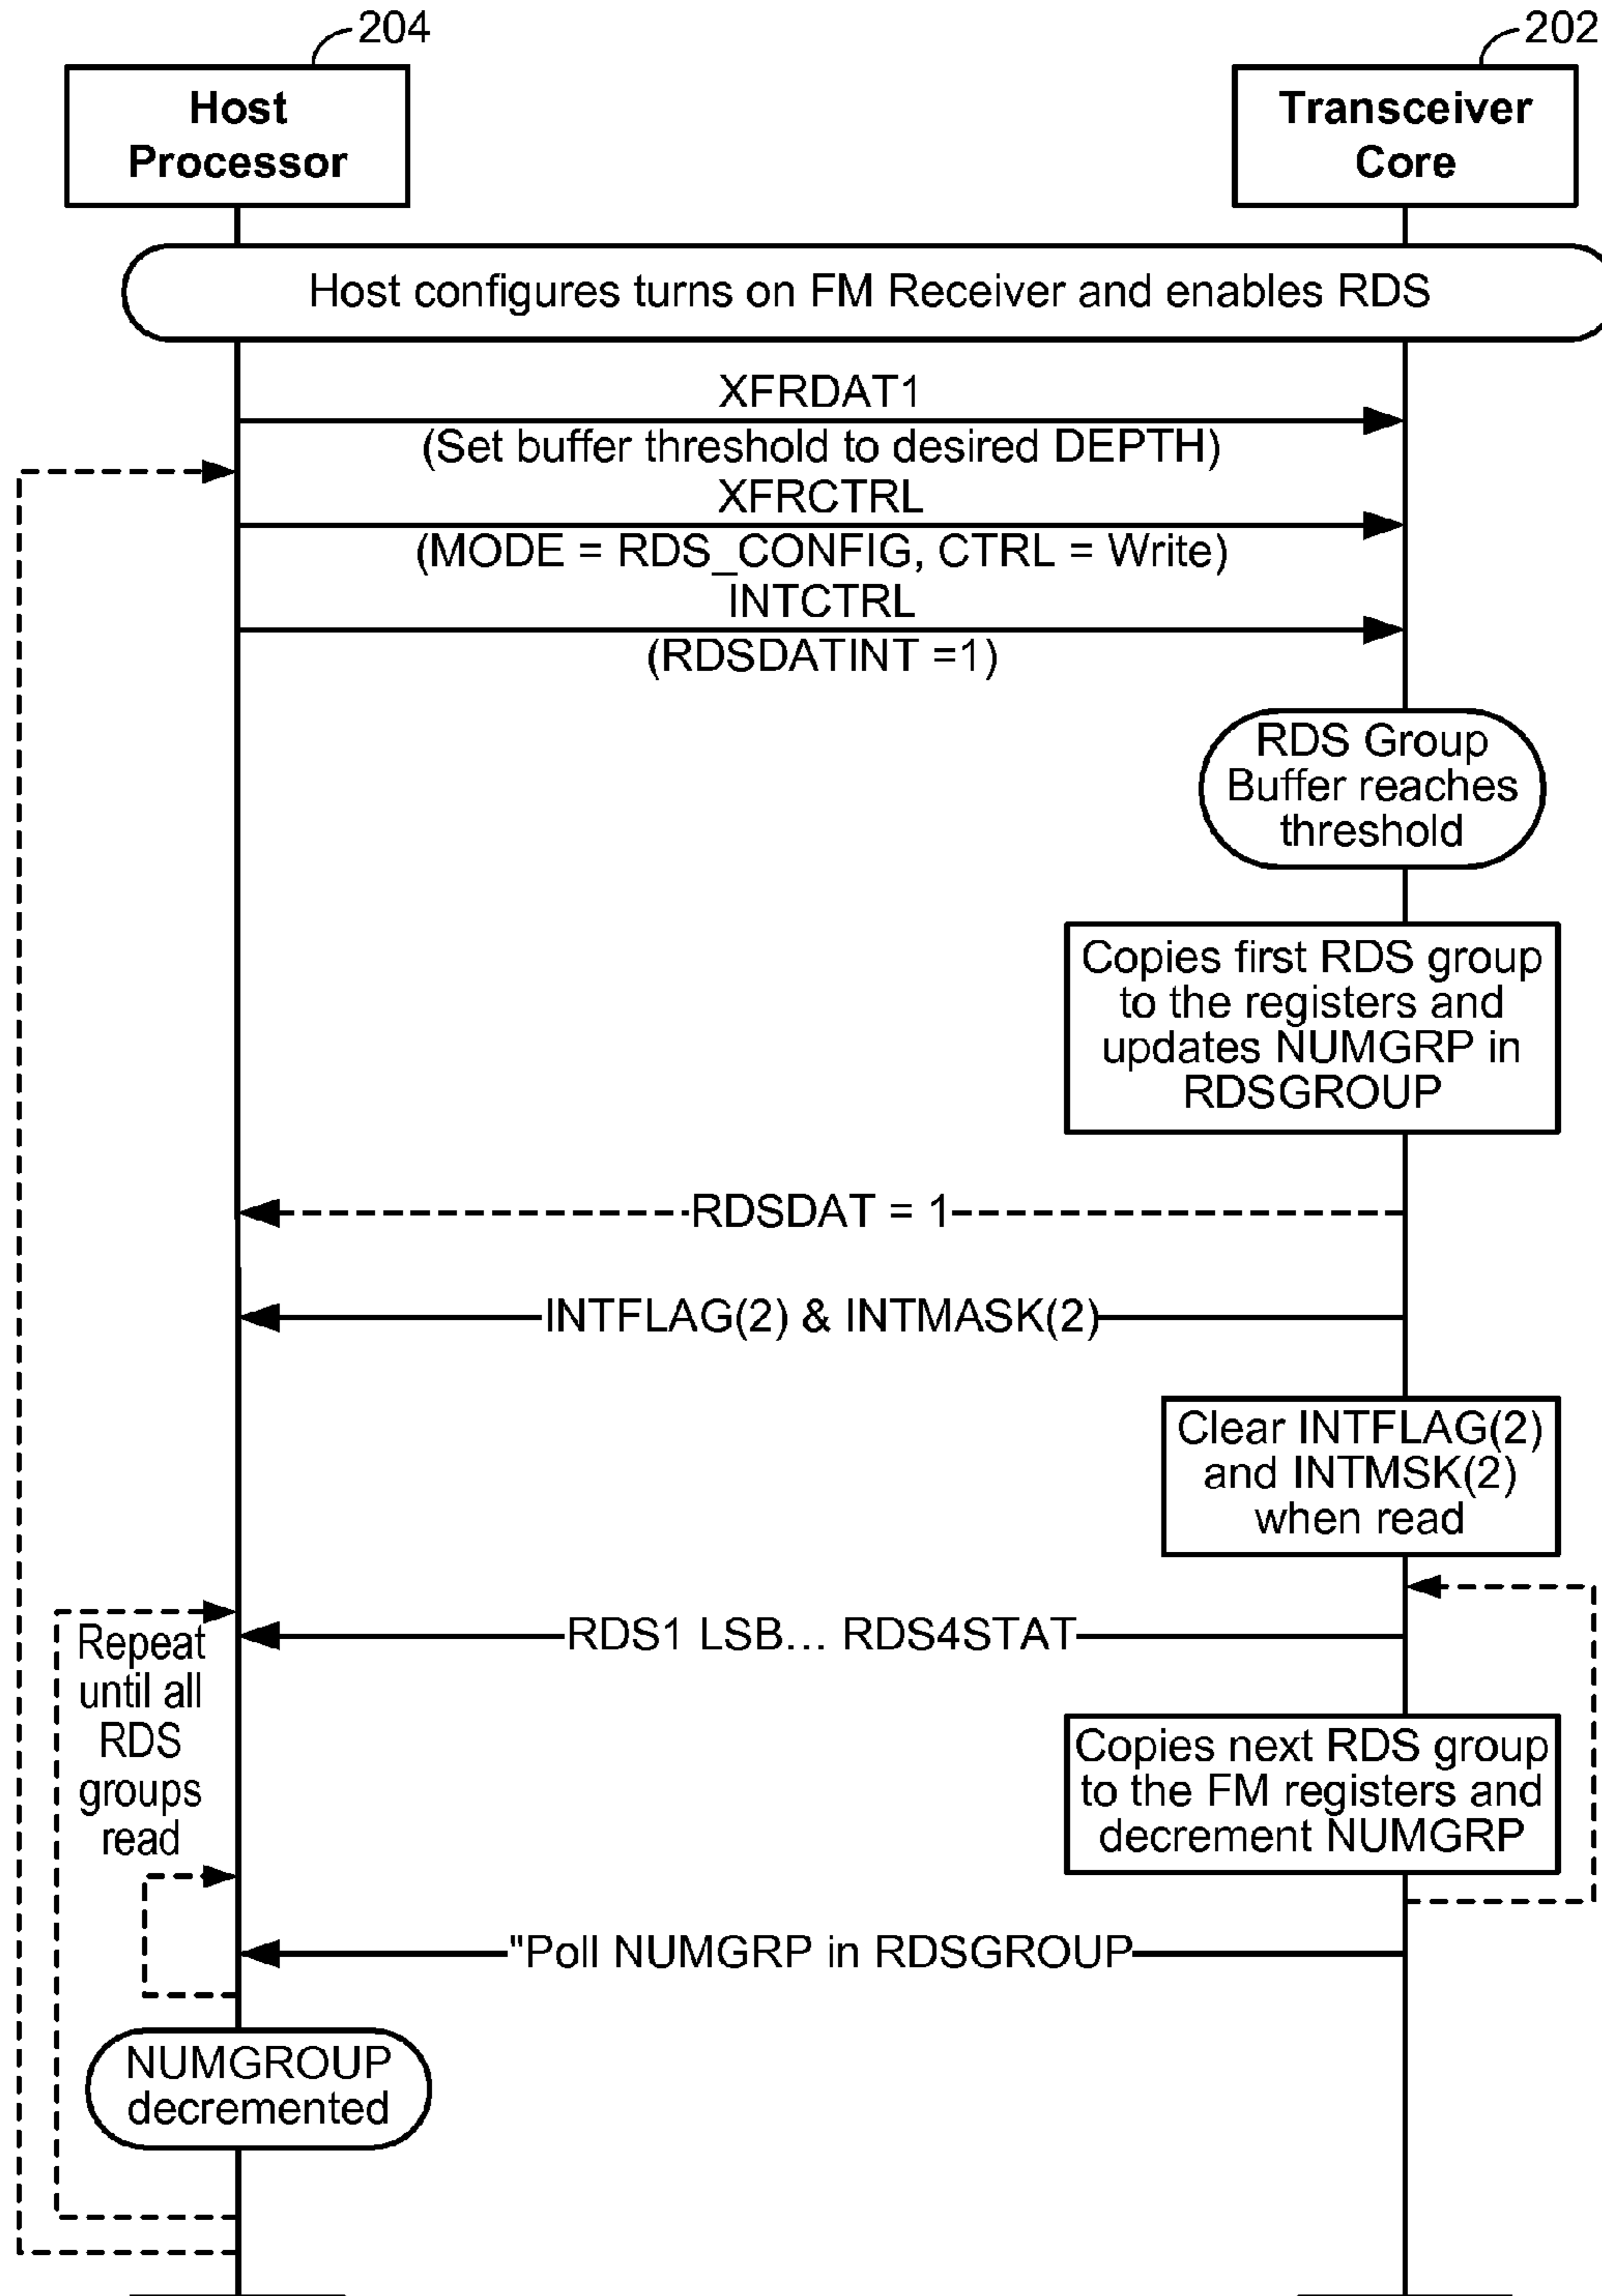 204
202
Host
Processor
Transceiver
Core
Host configures turns on FM Receiver and enables RDS
XFRDAT1
(Set buffer threshold to desired DEPTH)
XFRCTRL
(MODE = RDS_CONFIG, CTRL = Write)
INTCTRL
(RDSDATINT =1)
RDS Group
Buffer reaches
threshold
Copies first RDS group
to the registers and
updates NUMGRP in
RDSGROUP
RDSDAT = 1
INTFLAG(2) & INTMASK(2)
Clear INTFLAG(2)
and INTMSK(2)
when read
RDS1 LSB... RDS4STAT
Repeat
until all
RDS
groups
read
Copies next RDS group
to the FM registers and
decrement NUMGRP
"Poll NUMGRP in RDSGROUP
NUMGROUP
decremented